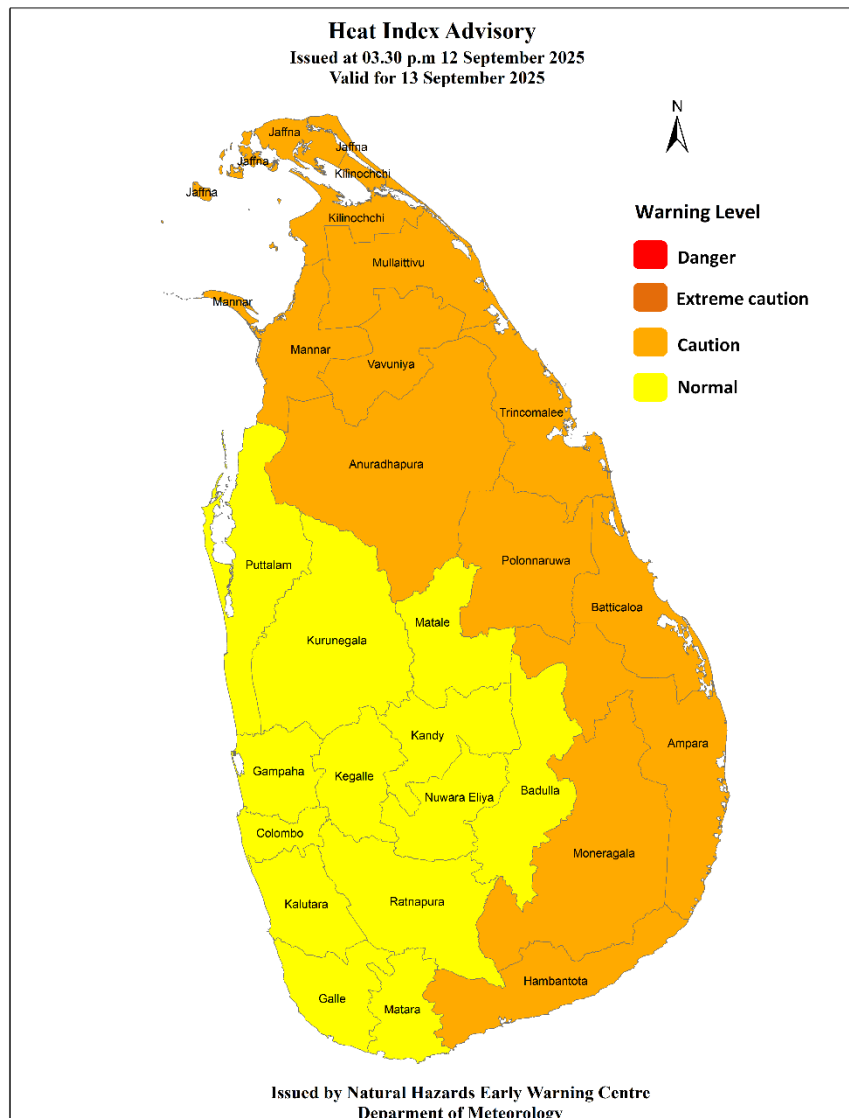 Heat Index Advisory
Issued at 03.30 p.m 12 September 2025
Valid for 13 September 2025
N
Jaffna
Jaffna
Jaffna
Kilinochchi
Jaffna
Kilinochchi
Mullaittivu
Mannar
Mannar
Vavuniya
Trincomalee
Anuradhapura
Polonnaruwa
Puttalam
Batticaloa
Matale
Kurunegala
Kandy
Ampara
Gampaha
Kegalle
Nuwara Eliya
Badulla
Colombo
Moneragala
Kalutara
Ratnapura
Hambantota
Galle
Matara
Warning Level
Danger
Extreme caution
Caution
Normal
Issued by Natural Hazards Early Warning Centre
Deparment of Meteorology